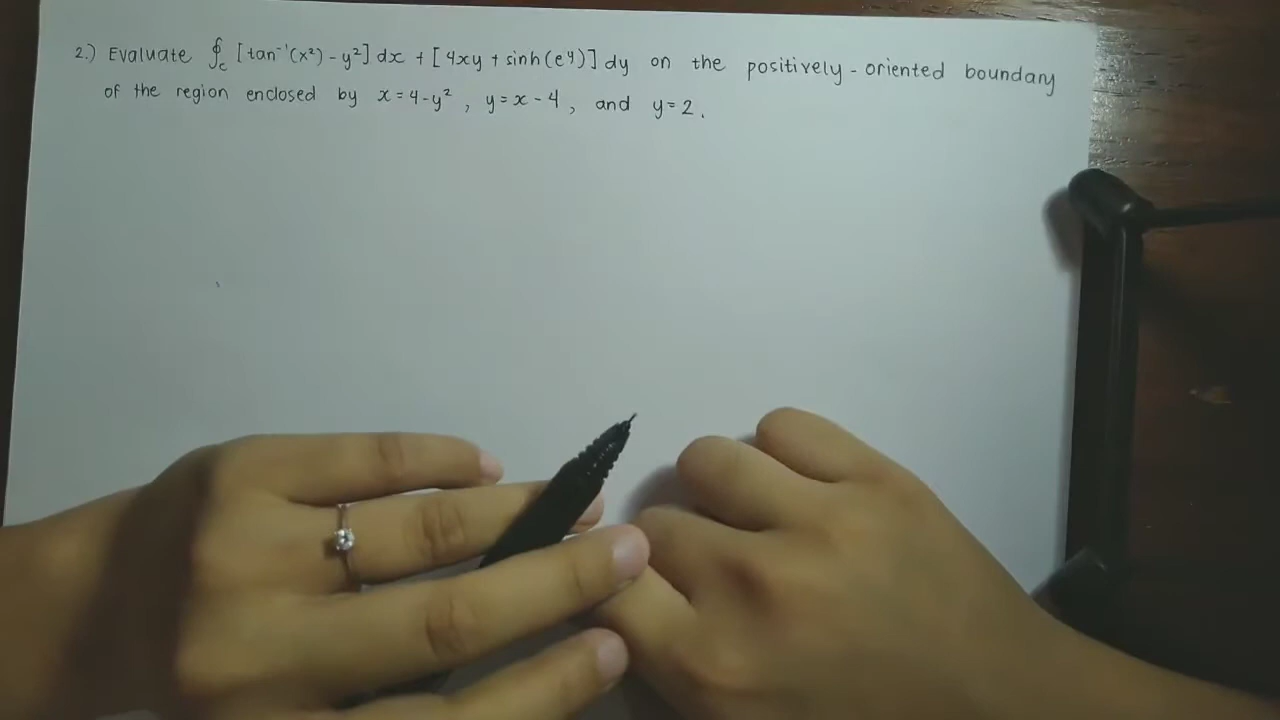 2.) Evaluate ∮_C [tan⁻¹(x²) - y²] dx + [4xy + sinh(e^y)] dy on the positively-oriented boundary
of the region enclosed by x = 4 - y², y = x - 4, and y = 2.